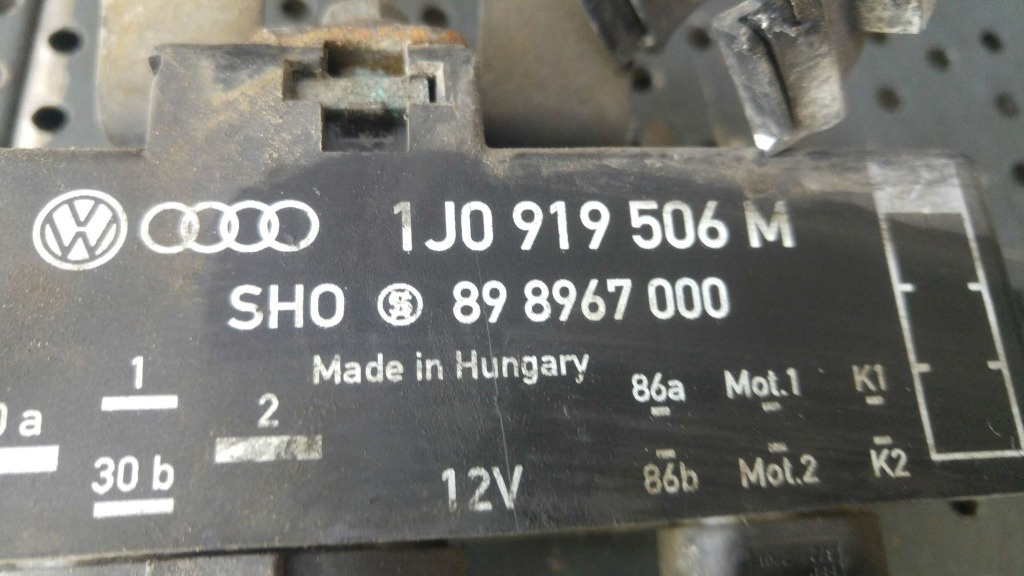 1J0 919 506 M
SHO 89 8967 000
Made in Hungary
1
2
86a Mot.1 K1
0 a
30 b
12V
86b Mot.2 K2